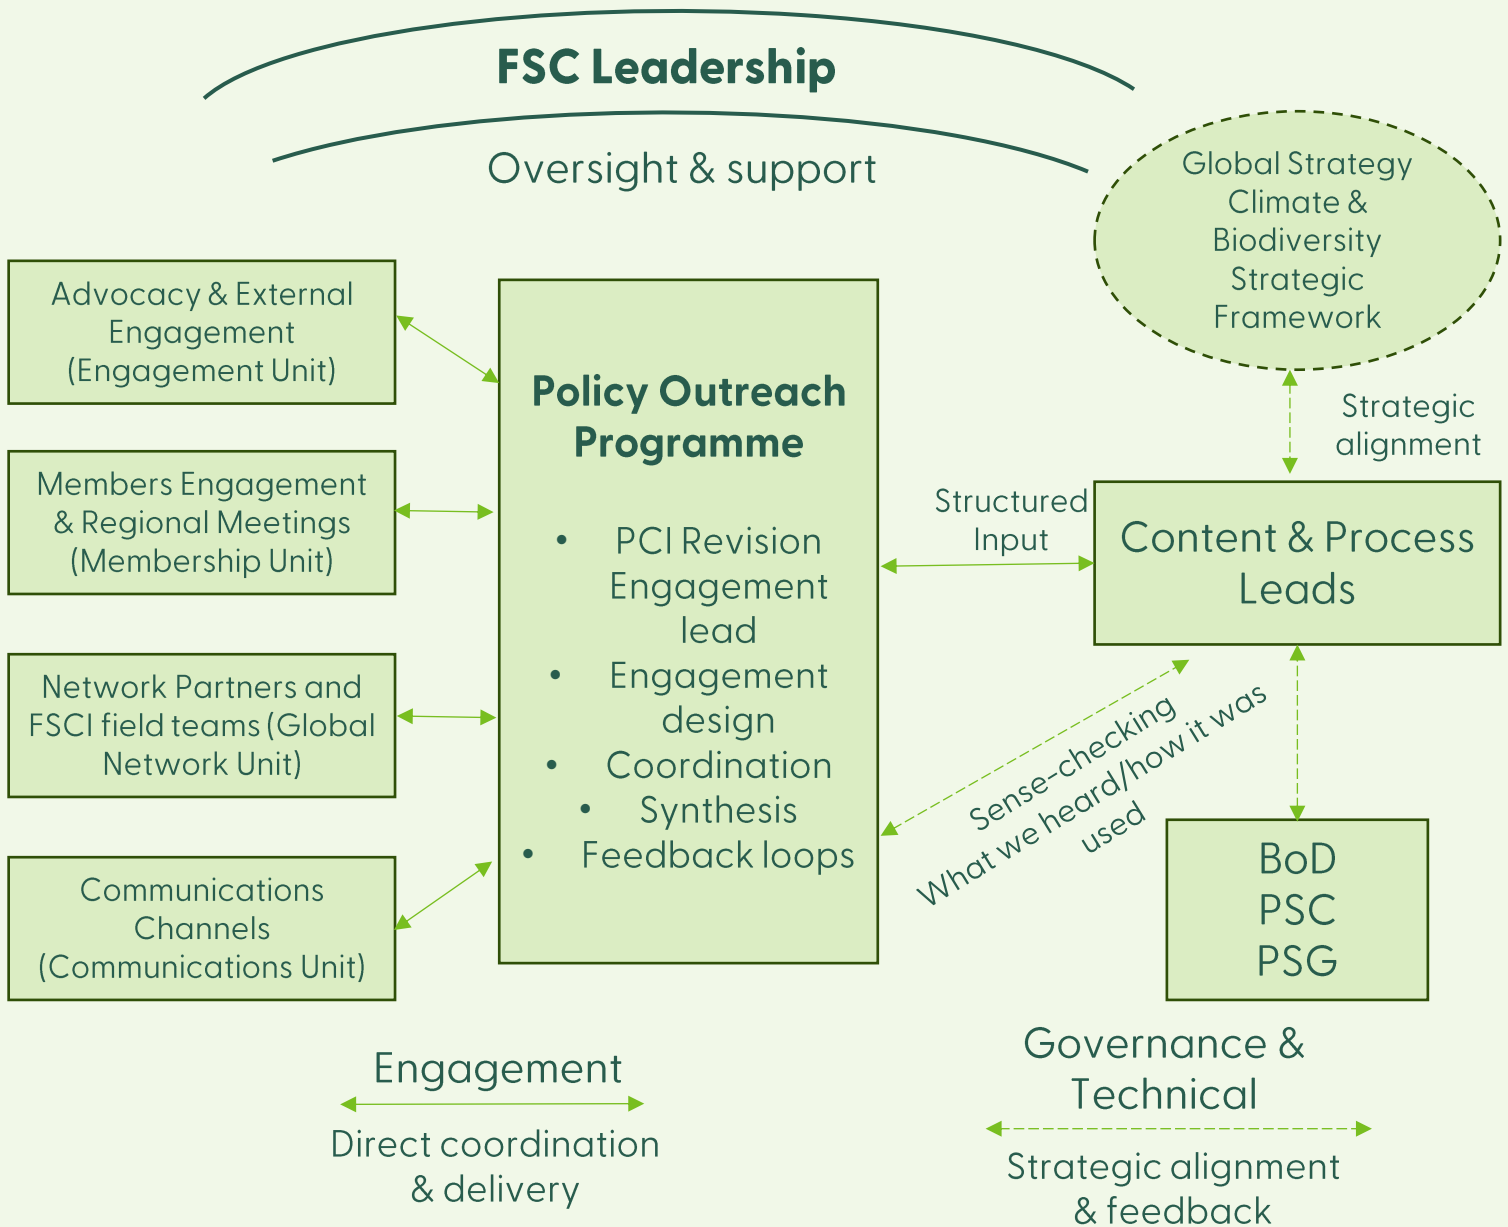 FSC Leadership
Oversight & support
Global Strategy
Climate &
Biodiversity
Strategic
Framework
Advocacy & External
Engagement
(Engagement Unit)
Members Engagement
& Regional Meetings
(Membership Unit)
Network Partners and
FSCI field teams (Global
Network Unit)
Communications
Channels
(Communications Unit)
Policy Outreach
Programme
• PCI Revision
Engagement
lead
• Engagement
design
• Coordination
• Synthesis
• Feedback loops
Strategic
alignment
Structured
Input
Content & Process
Leads
Sense-checking
What we heard/how it was
used
BoD
PSC
PSG
Engagement
Direct coordination
& delivery
Governance &
Technical
Strategic alignment
& feedback